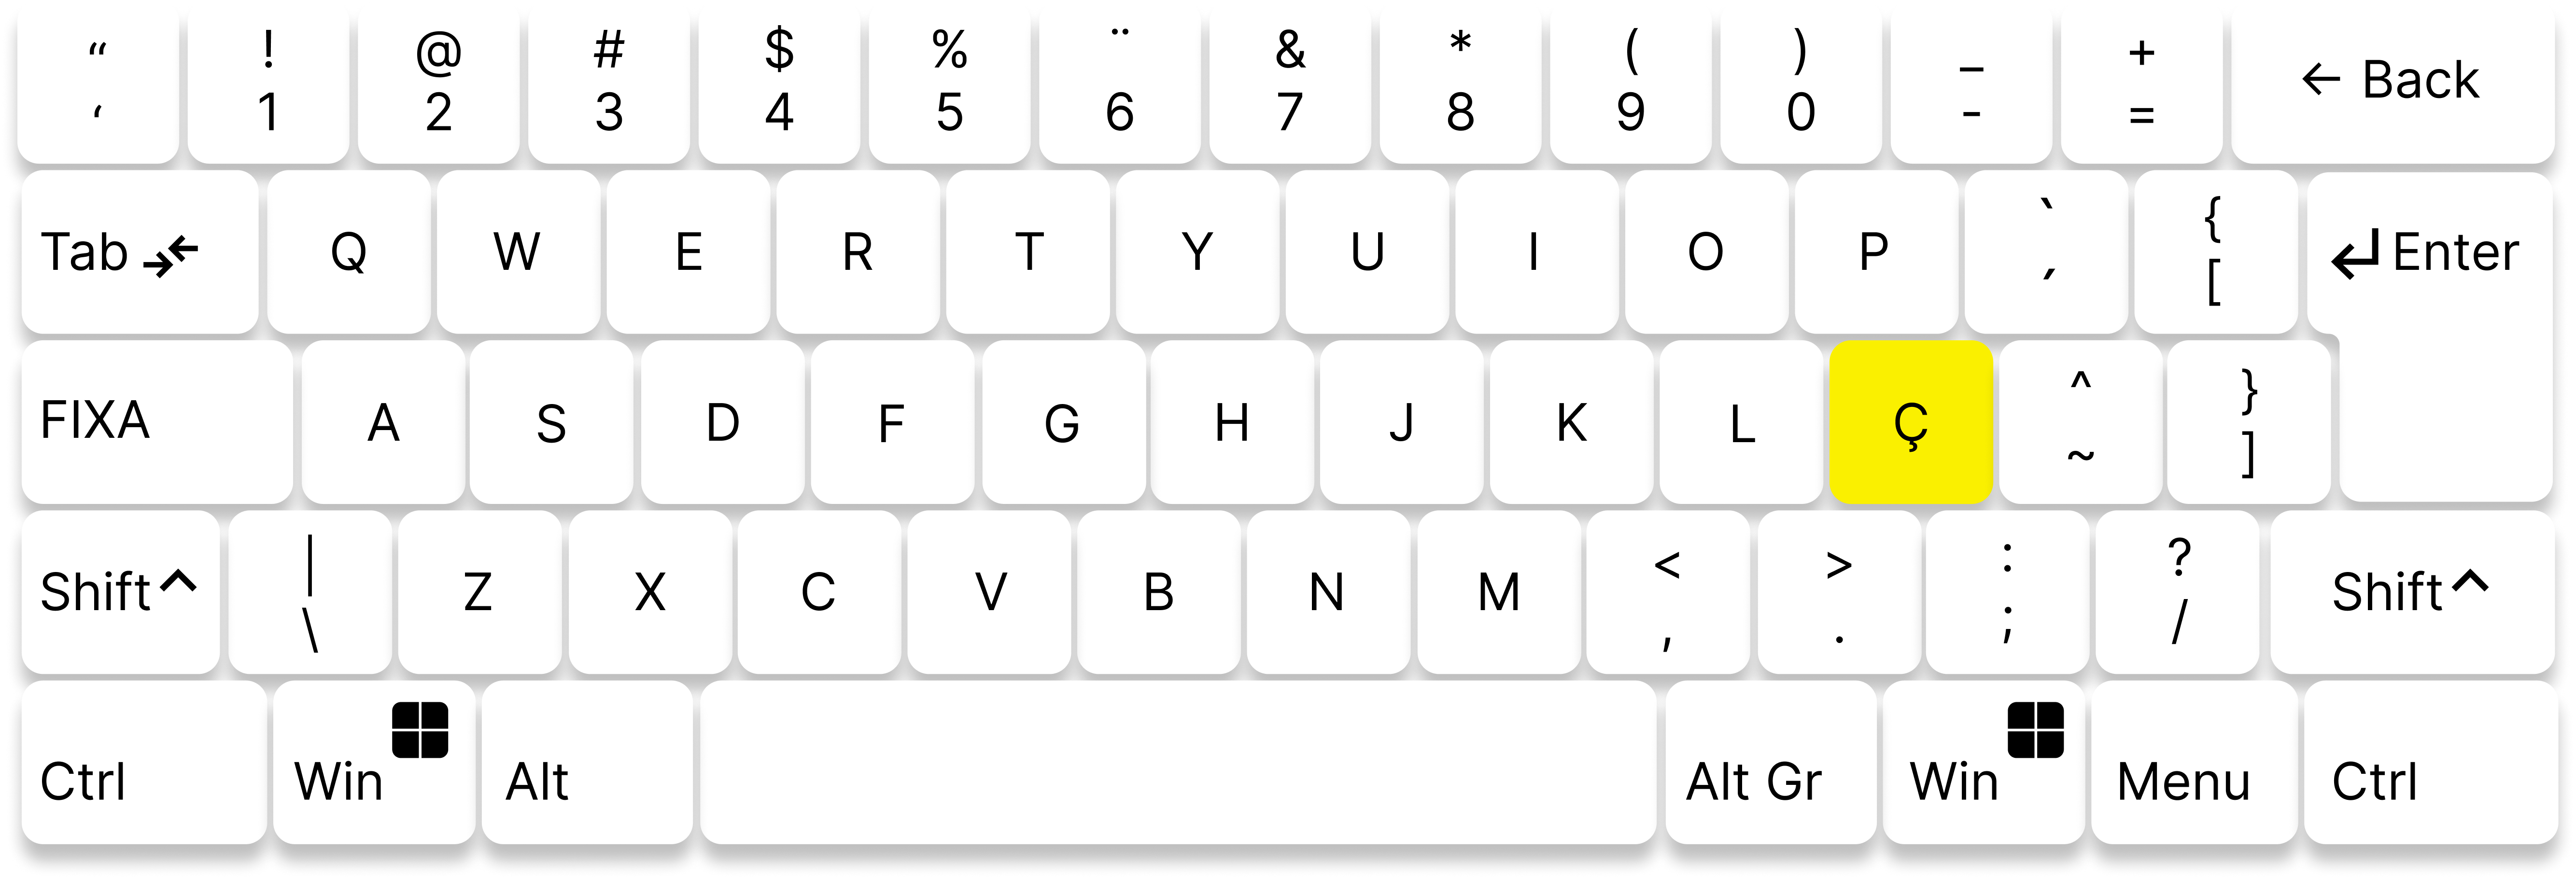 “ ! @ # $ % ¨ & * ( ) _ + ← Back
‘ 1 2 3 4 5 6 7 8 9 0 - =
Tab Q W E R T Y U I O P ` ´ { [ Enter
FIXA A S D F G H J K L Ç ^ ~ } ]
Shift | \ Z X C V B N M < , > . : ; ? / Shift
Ctrl Win Alt Alt Gr Win Menu Ctrl